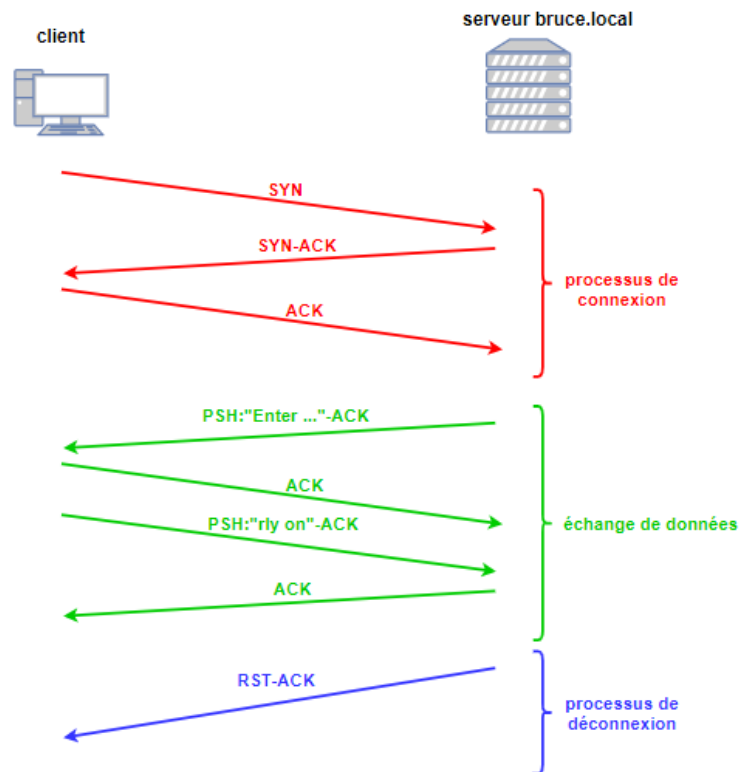 serveur bruce.local
client
SYN
SYN-ACK
ACK
processus de
connexion
PSH:"Enter ..."-ACK
ACK
PSH:"rly on"-ACK
ACK
échange de données
RST-ACK
processus de
déconnexion